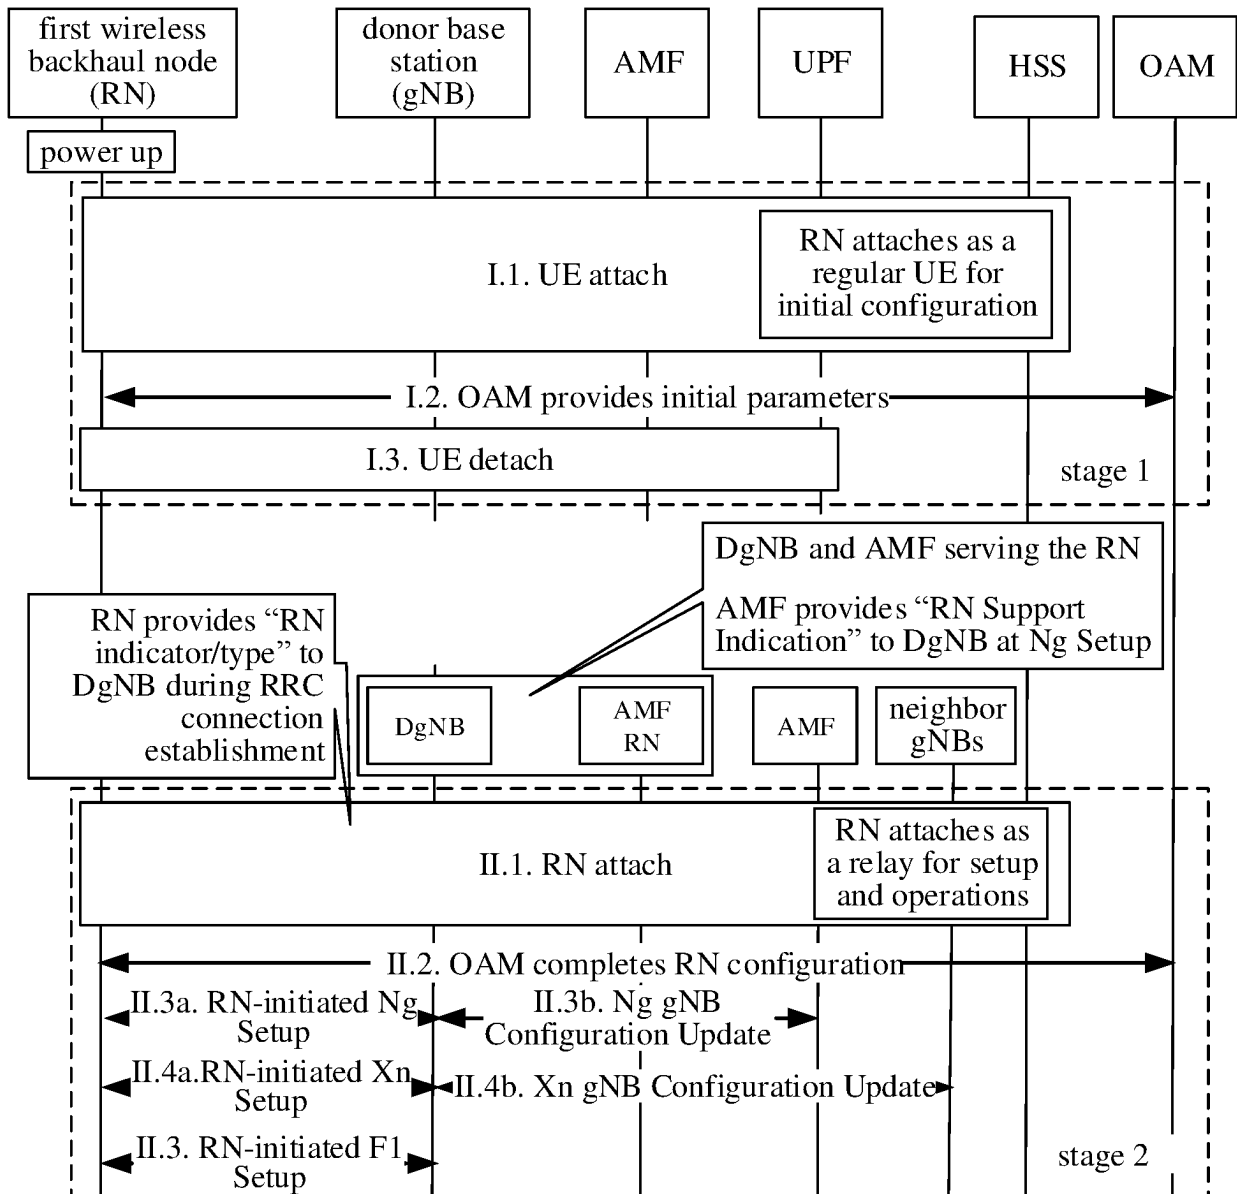 first wireless
backhaul node
(RN)
donor base
station
(gNB)
AMF
UPF
HSS
OAM
power up
I.1. UE attach
RN attaches as a
regular UE for
initial configuration
I.2. OAM provides initial parameters
I.3. UE detach
stage 1
DgNB and AMF serving the RN
AMF provides “RN Support
Indication” to DgNB at Ng Setup
RN provides “RN
indicator/type” to
DgNB during RRC
connection
establishment
DgNB
AMF
RN
AMF
neighbor
gNBs
II.1. RN attach
RN attaches as
a relay for setup
and operations
II.2. OAM completes RN configuration
II.3a. RN-initiated Ng
Setup
II.3b. Ng gNB
Configuration Update
II.4a.RN-initiated Xn
Setup
II.4b. Xn gNB Configuration Update
II.3. RN-initiated F1
Setup
stage 2